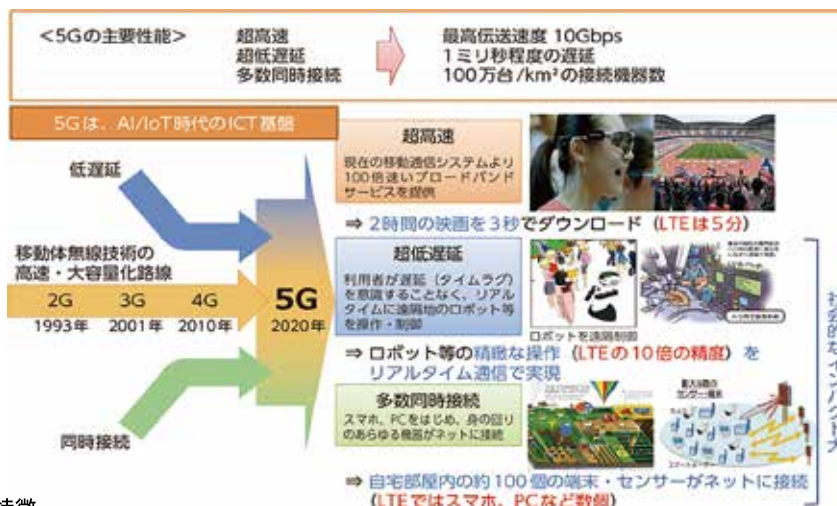 <5Gの主要性能>
超高速
超低遅延
多数同時接続
最高伝送速度 10Gbps
1ミリ秒程度の遅延
100万台/km²の接続機器数
5Gは、AI/IoT時代のICT基盤
低遅延
移動体無線技術の
高速・大容量化路線
2G
1993年
3G
2001年
4G
2010年
5G
2020年
同時接続
超高速
現在の移動通信システムより
100倍速いブロードバンド
サービスを提供
⇒ 2時間の映画を3秒でダウンロード (LTEは5分)
超低遅延
利用者が遅延 (タイムラグ)
を意識することなく、リアル
タイムに遠隔地のロボット等
を操作・制御
ロボットを遠隔制御
⇒ ロボット等の精緻な操作 (LTEの10倍の精度) を
リアルタイム通信で実現
多数同時接続
スマホ、PCをはじめ、身の回り
のあらゆる機器がネットに接続
⇒ 自宅部屋内の約100個の端末・センサーがネットに接続
(LTEではスマホ、PCなど数個)